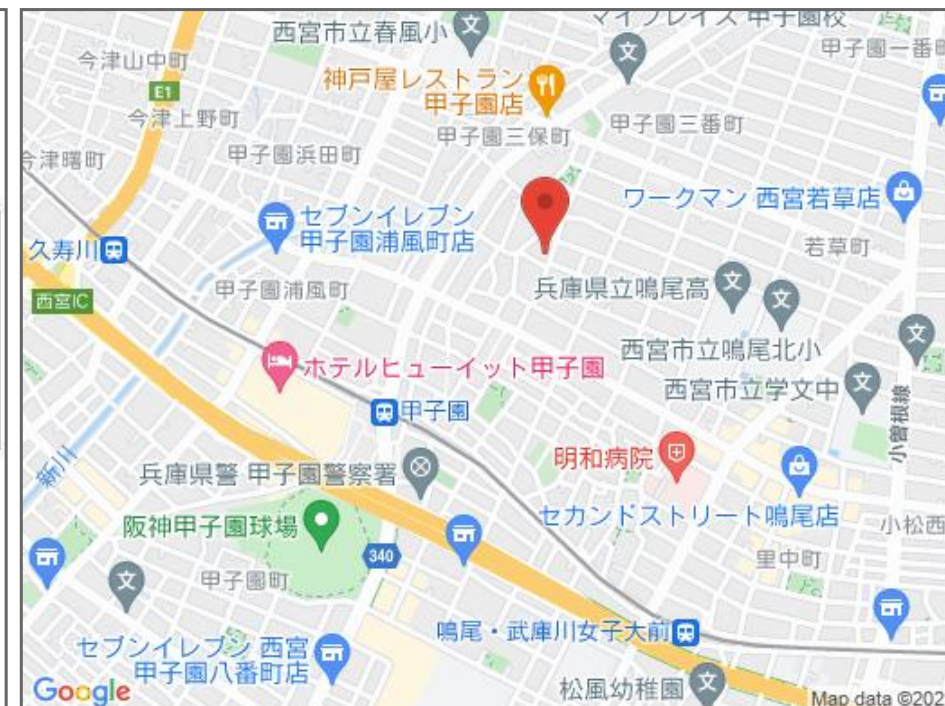 マイプレイス 甲子園校
西宮市立春風小
甲子園一番町
今津山中町
神戸屋レストラン
甲子園店
E1
今津上野町
甲子園三保町
甲子園三番町
今津曙町
甲子園浜田町
ワークマン 西宮若草店
セブンイレブン
甲子園浦風町店
若草町
久寿川
甲子園浦風町
兵庫県立鳴尾高
西宮IC
西宮市立鳴尾北小
ホテルヒューイット甲子園
西宮市立学文中
小曽根線
甲子園
新川
明和病院
兵庫県警 甲子園警察署
阪神甲子園球場
セカンドストリート鳴尾店
小松西
340
里中町
甲子園町
鳴尾・武庫川女子大前
セブンイレブン 西宮
甲子園八番町店
松風幼稚園
Google
Map data ©202